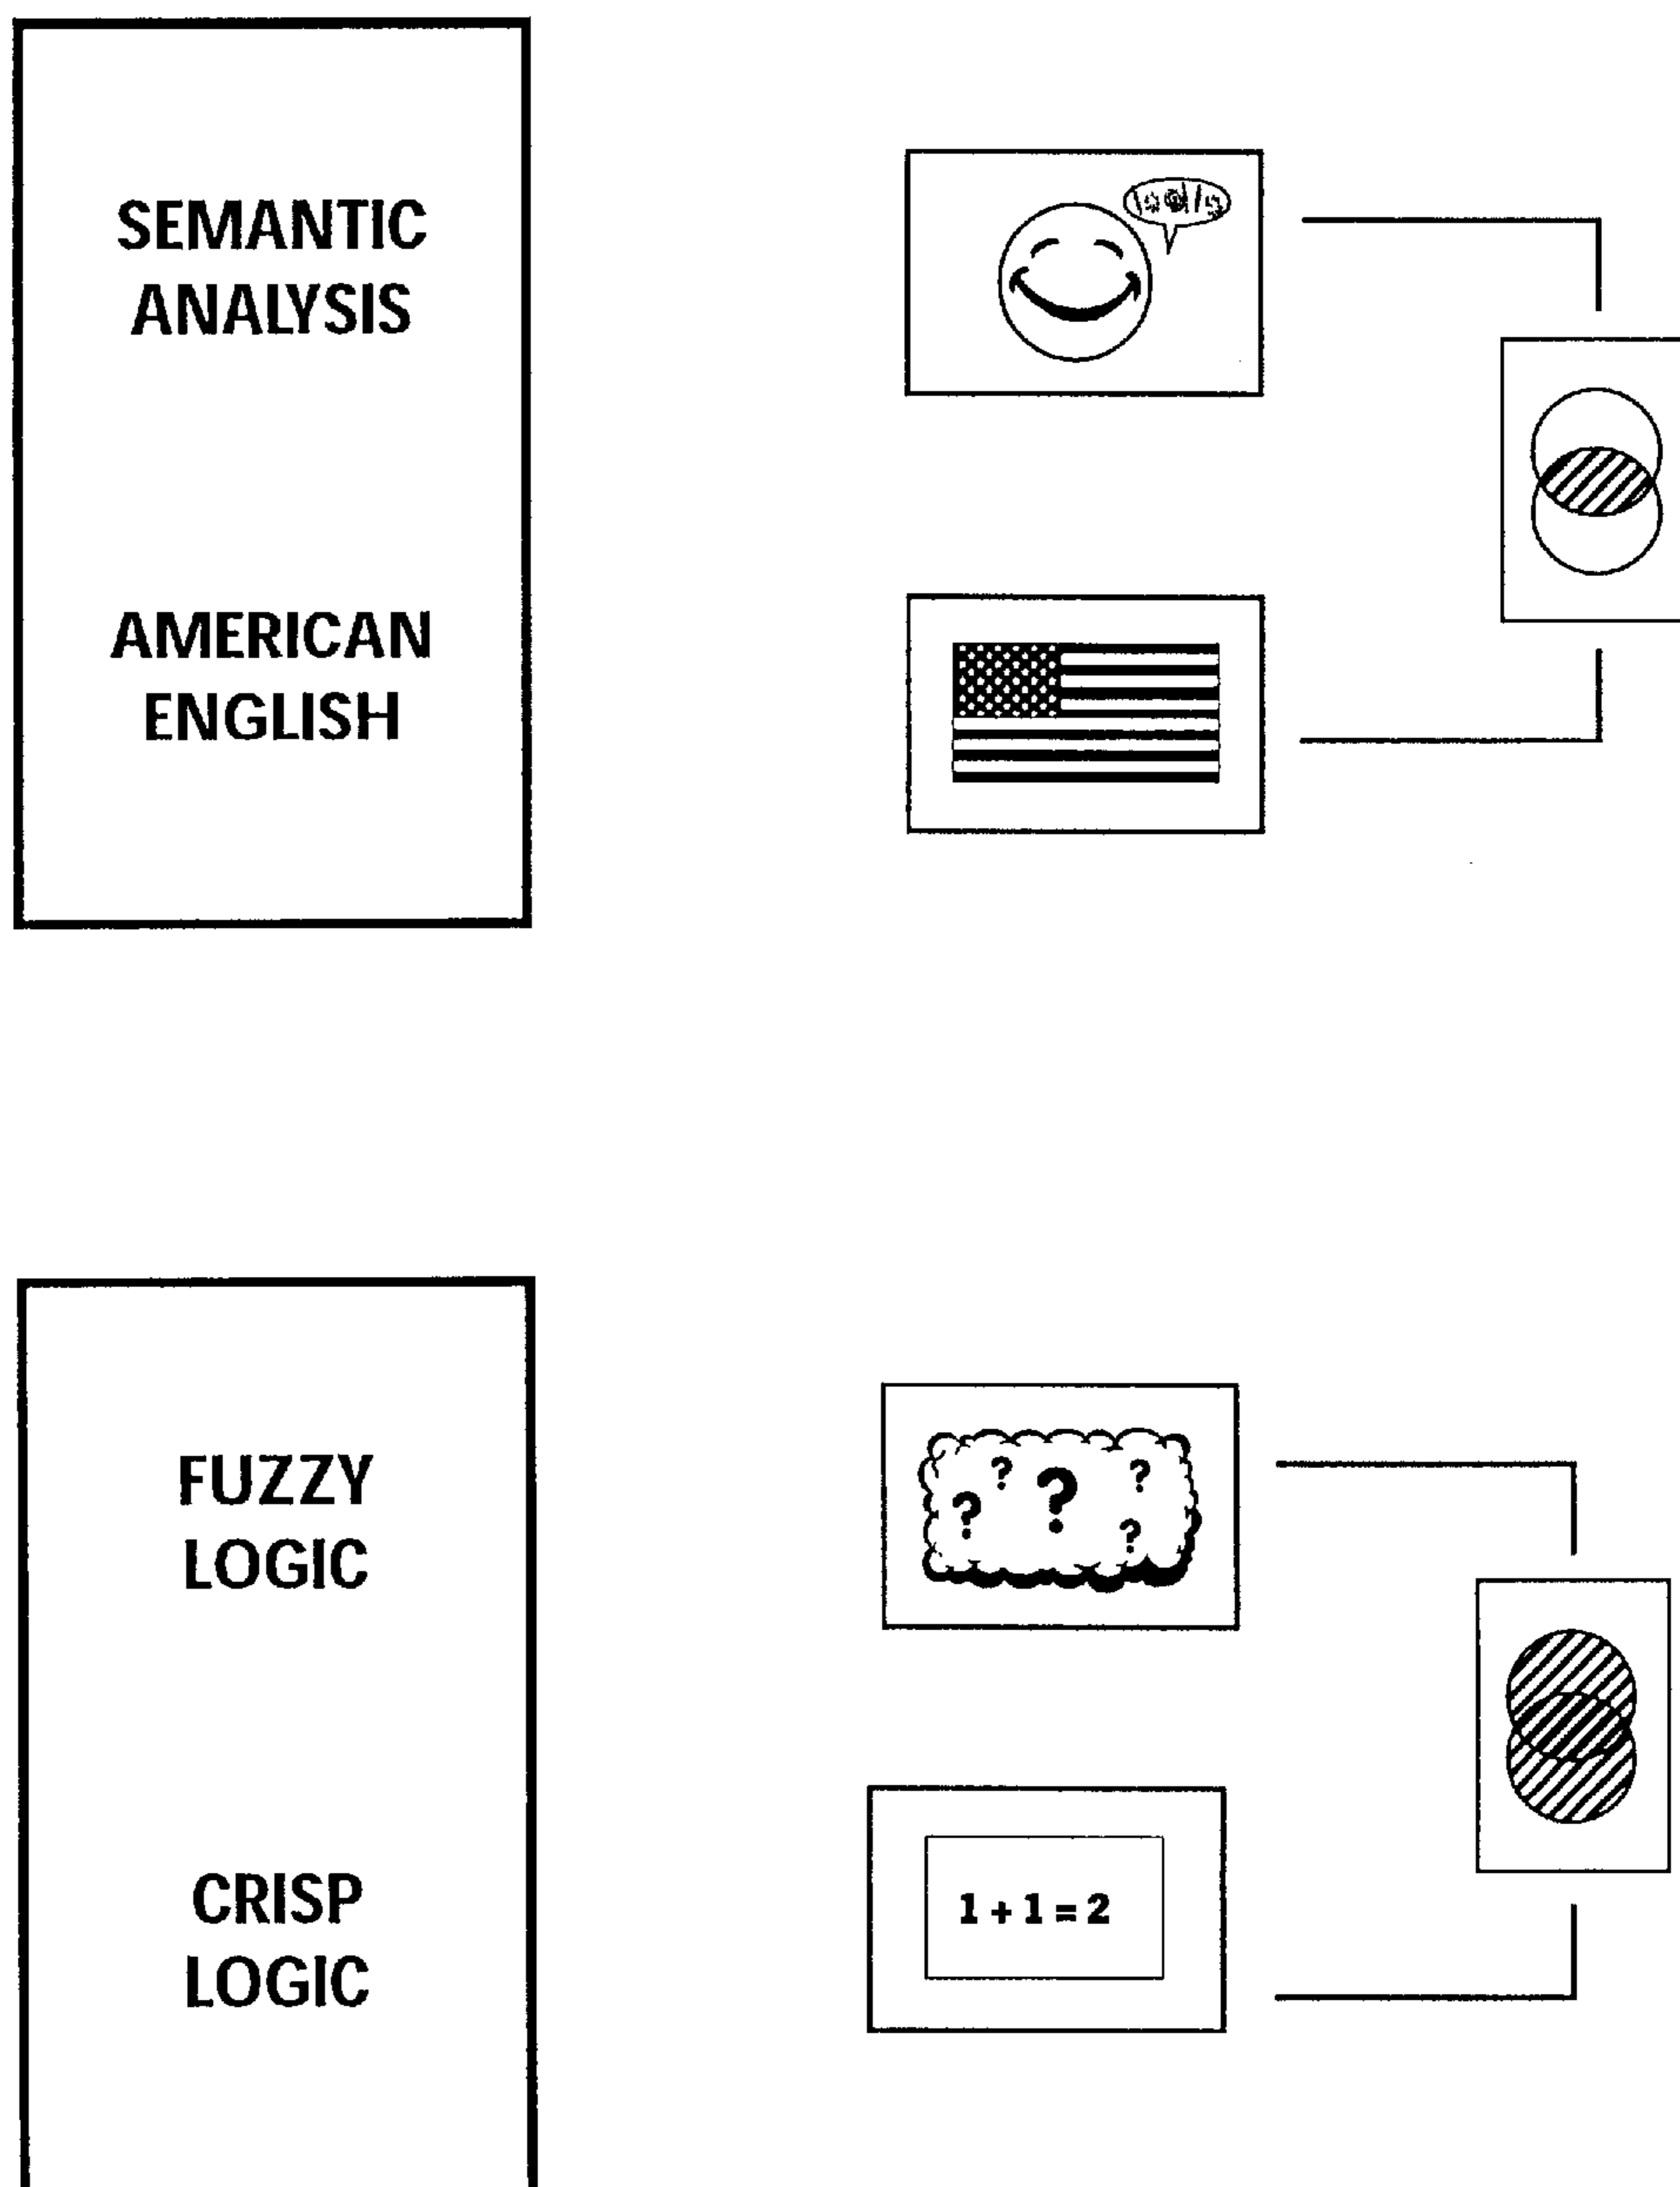 SEMANTIC
ANALYSIS
AMERICAN
ENGLISH
FUZZY
LOGIC
? ? ?
? ?
CRISP
LOGIC
1 + 1 = 2